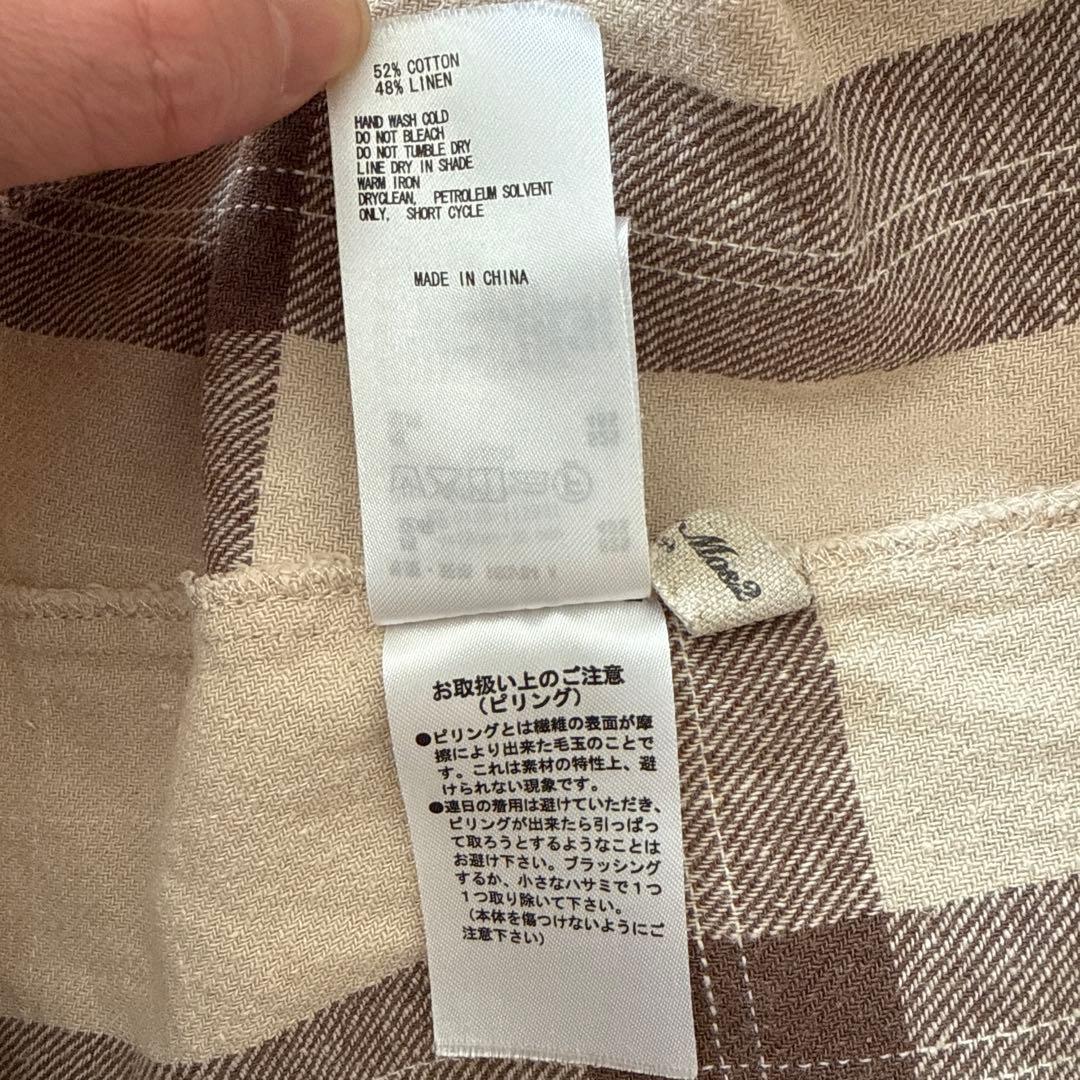 52% COTTON
48% LINEN
HAND WASH COLD
DO NOT BLEACH
DO NOT TUMBLE DRY
LINE DRY IN SHADE
WARM IRON
DRYCLEAN, PETROLEUM SOLVENT
ONLY, SHORT CYCLE
MADE IN CHINA
お取扱い上のご注意
(ピリング)
●ピリングとは繊維の表面が摩
擦により出来た毛玉のことで
す。これは素材の特性上、避
けられない現象です。
●連日の着用は避けていただき、
ピリングが出来たら引っぱっ
て取ろうとするようなことは
お避け下さい。ブラッシング
するか、小さなハサミで1つ
1つ取り除いて下さい。
(本体を傷つけないようにご
注意下さい)